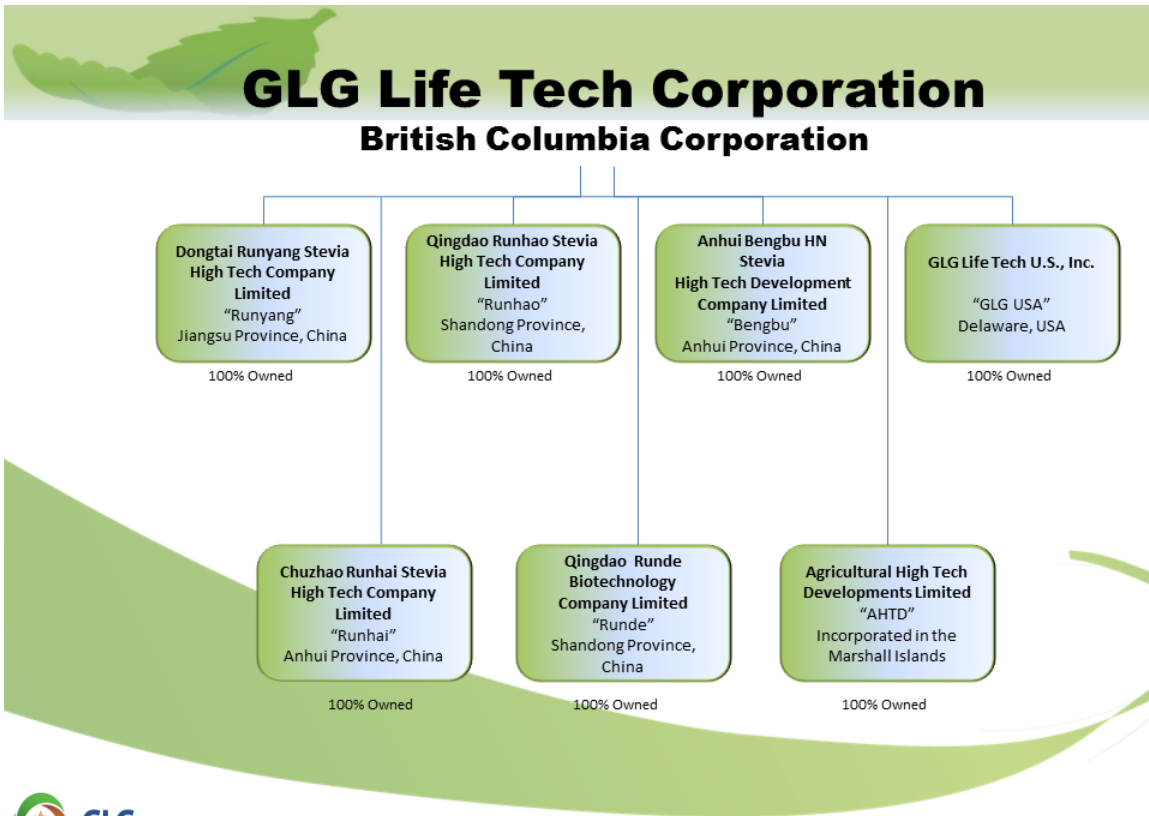 GLG Life Tech Corporation
British Columbia Corporation
Dongtai Runyang Stevia
High Tech Company
Limited
“Runyang”
Jiangsu Province, China
100% Owned
Qingdao Runhao Stevia
High Tech Company
Limited
“Runhao”
Shandong Province,
China
100% Owned
Anhui Bengbu HN
Stevia
High Tech Development
Company Limited
“Bengbu”
Anhui Province, China
100% Owned
GLG Life Tech U.S., Inc.
“GLG USA”
Delaware, USA
100% Owned
Chuzhao Runhai Stevia
High Tech Company
Limited
“Runhai”
Anhui Province, China
100% Owned
Qingdao Runde
Biotechnology
Company Limited
“Runde”
Shandong Province,
China
100% Owned
Agricultural High Tech
Developments Limited
“AHTD”
Incorporated in the
Marshall Islands
100% Owned
GLG